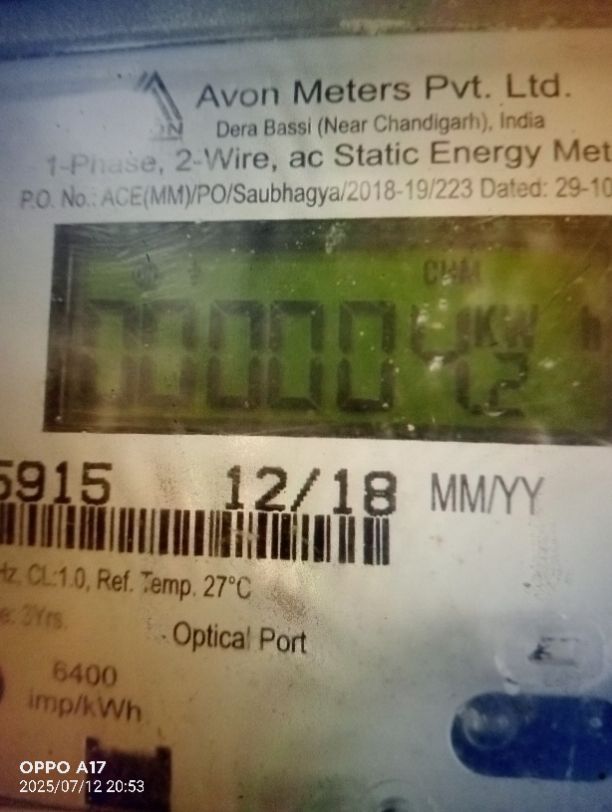 Avon Meters Pvt. Ltd.
Dera Bassi (Near Chandigarh), India
1-Phase, 2-Wire, ac Static Energy Met
P.O. No.: ACE(MM)/PO/Saubhagya/2018-19/223 Dated: 29-10
CUM
KW h
5915 12/18 MM/YY
Hz, CL:1.0, Ref. Temp. 27°C
e: 3Yrs.
Optical Port
6400
imp/kWh
OPPO A17
2025/07/12 20:53